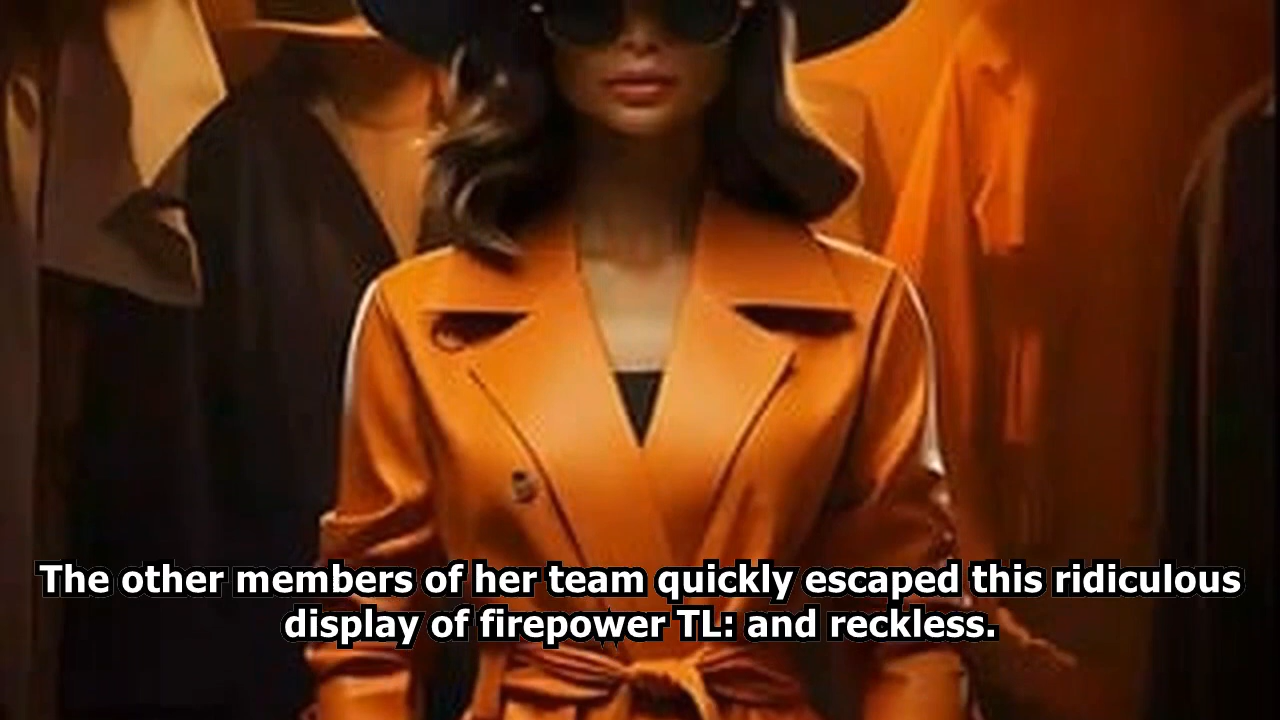 The other members of her team quickly escaped this ridiculous
display of firepower TL: and reckless.